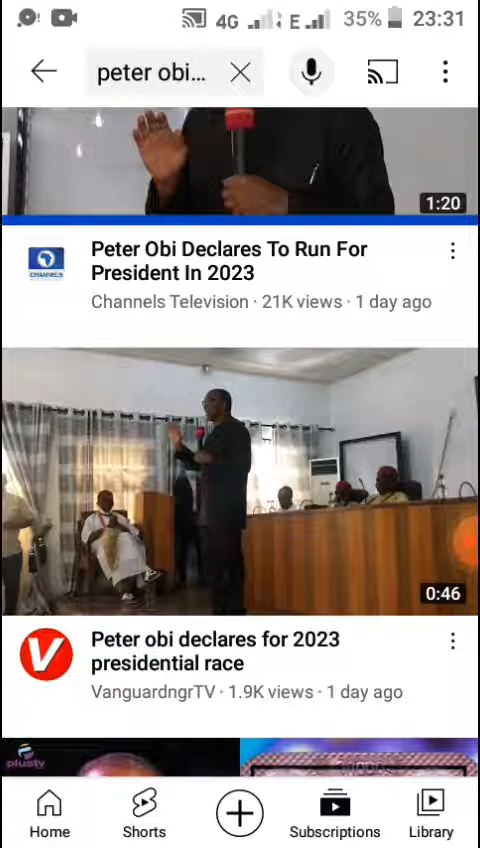 4G E 35% 23:31
peter obi...
1:20
Peter Obi Declares To Run For
President In 2023
CHANNELS
Channels Television · 21K views · 1 day ago
0:46
V
Peter obi declares for 2023
presidential race
VanguardngrTV · 1.9K views · 1 day ago
plustv
Home Shorts Subscriptions Library